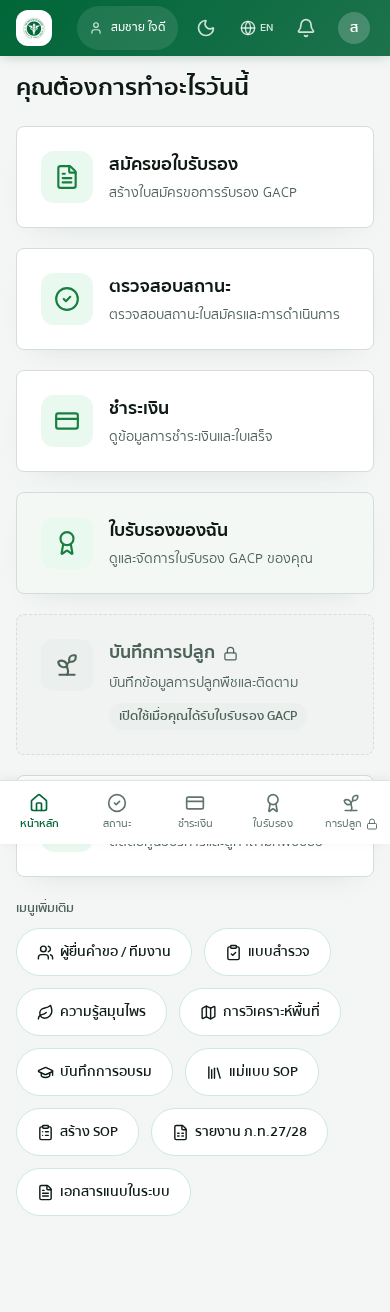 สมชาย ใจดี
EN
ส
คุณต้องการทำอะไรวันนี้
สมัครขอใบรับรอง
สร้างใบสมัครขอการรับรอง GACP
ตรวจสอบสถานะ
ตรวจสอบสถานะใบสมัครและการดำเนินการ
ชำระเงิน
ดูข้อมูลการชำระเงินและใบเสร็จ
ใบรับรองของฉัน
ดูและจัดการใบรับรอง GACP ของคุณ
บันทึกการปลูก
บันทึกข้อมูลการปลูกพืชและติดตาม
เปิดใช้เมื่อคุณได้รับใบรับรอง GACP
หน้าหลัก
สถานะ
ชำระเงิน
ใบรับรอง
การปลูก
เมนูเพิ่มเติม
ผู้ยื่นคำขอ / ทีมงาน
แบบสำรวจ
ความรู้สมุนไพร
การวิเคราะห์พื้นที่
บันทึกการอบรม
แม่แบบ SOP
สร้าง SOP
รายงาน ภ.ท.27/28
เอกสารแนบในระบบ